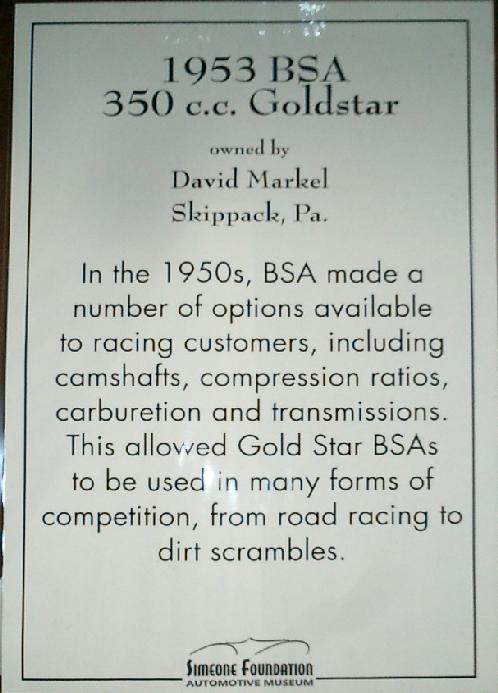 1953 BSA
350 c.c. Goldstar
owned by
David Markel
Skippack, Pa.
In the 1950s, BSA made a
number of options available
to racing customers, including
camshafts, compression ratios,
carburetion and transmissions.
This allowed Gold Star BSAs
to be used in many forms of
competition, from road racing to
dirt scrambles.
SIMEONE FOUNDATION
AUTOMOTIVE MUSEUM